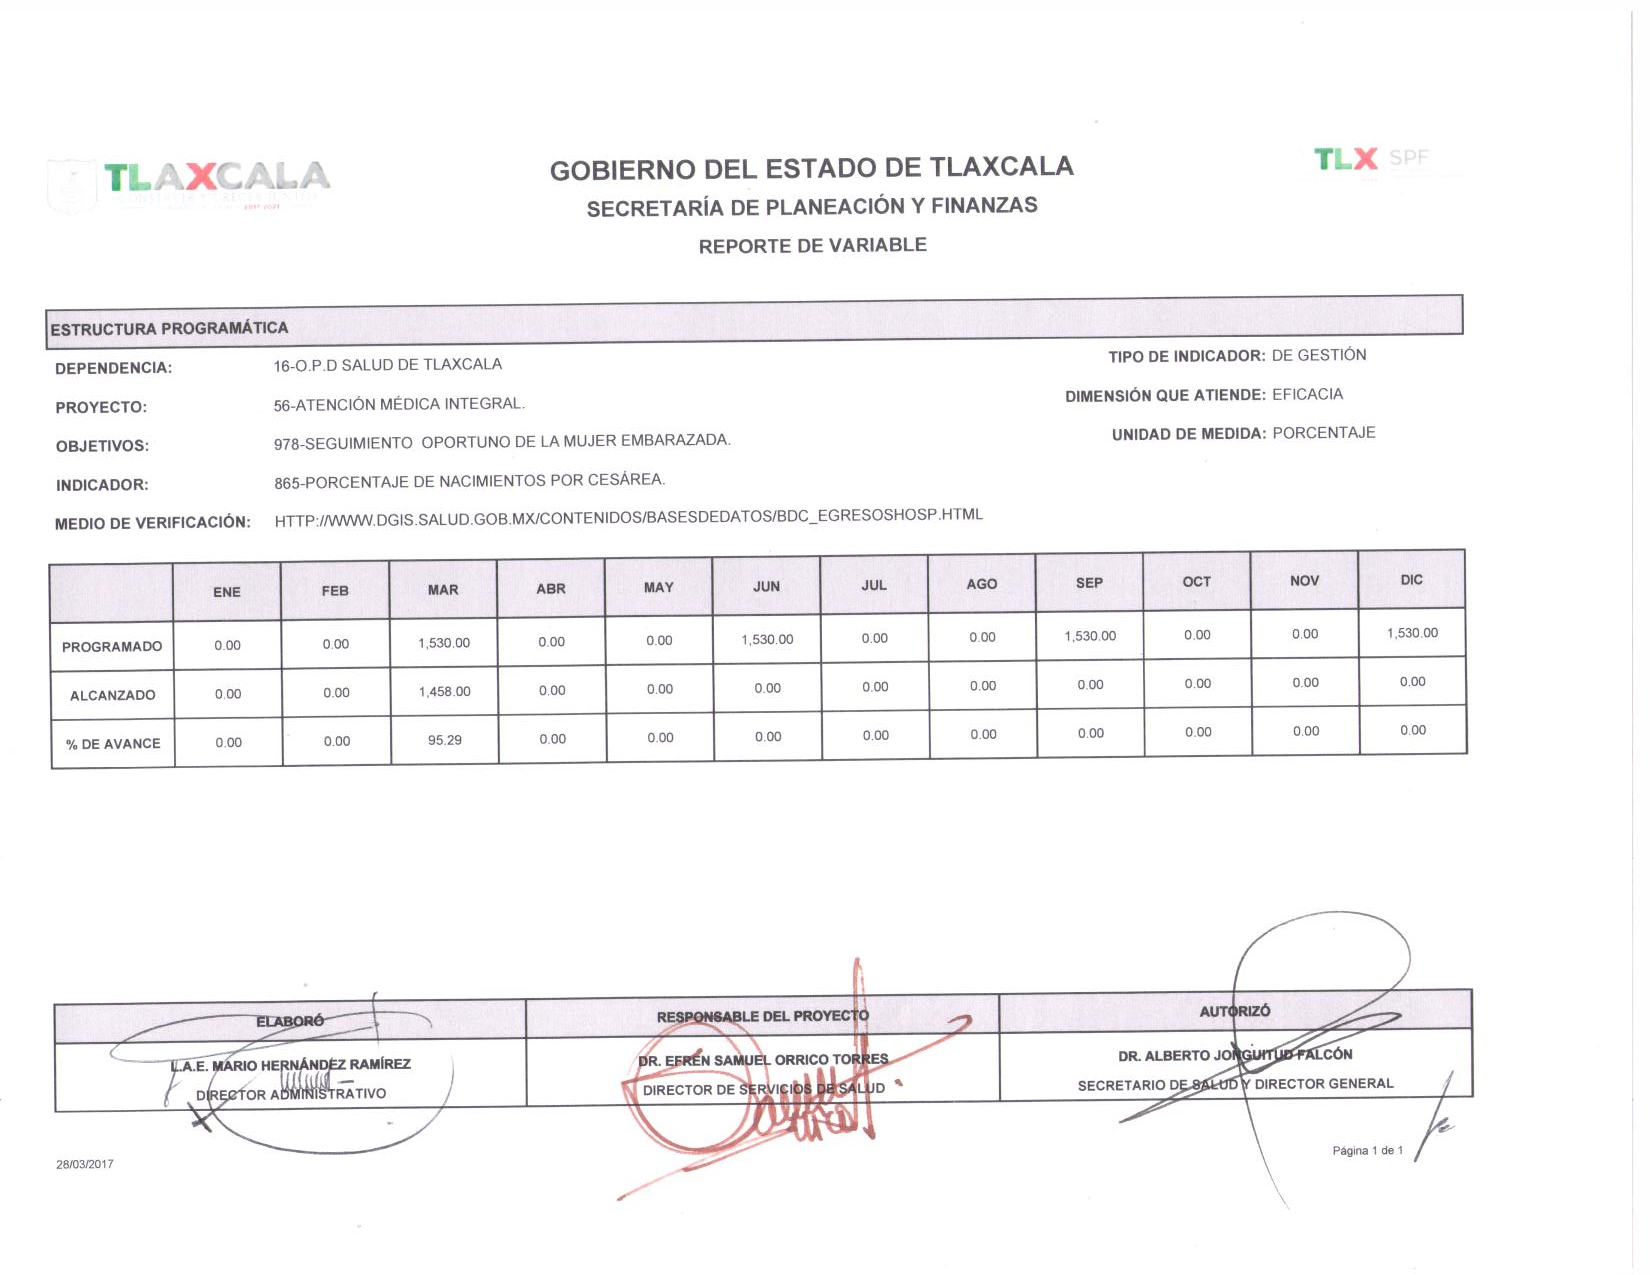 TLAXCALA
TLX SPF
GOBIERNO DEL ESTADO DE TLAXCALA
SECRETARÍA DE PLANEACIÓN Y FINANZAS
REPORTE DE VARIABLE
ESTRUCTURA PROGRAMÁTICA
DEPENDENCIA: 16-O.P.D SALUD DE TLAXCALA TIPO DE INDICADOR: DE GESTIÓN
PROYECTO: 56-ATENCIÓN MÉDICA INTEGRAL. DIMENSIÓN QUE ATIENDE: EFICACIA
OBJETIVOS: 978-SEGUIMIENTO OPORTUNO DE LA MUJER EMBARAZADA. UNIDAD DE MEDIDA: PORCENTAJE
INDICADOR: 865-PORCENTAJE DE NACIMIENTOS POR CESÁREA.
MEDIO DE VERIFICACIÓN: HTTP://WWW.DGIS.SALUD.GOB.MX/CONTENIDOS/BASESDEDATOS/BDC_EGRESOSHOSP.HTML
ENE FEB MAR ABR MAY JUN JUL AGO SEP OCT NOV DIC
PROGRAMADO 0.00 0.00 1,530.00 0.00 0.00 1,530.00 0.00 0.00 1,530.00 0.00 0.00 1,530.00
ALCANZADO 0.00 0.00 1,458.00 0.00 0.00 0.00 0.00 0.00 0.00 0.00 0.00 0.00
% DE AVANCE 0.00 0.00 95.29 0.00 0.00 0.00 0.00 0.00 0.00 0.00 0.00 0.00
ELABORÓ RESPONSABLE DEL PROYECTO AUTORIZÓ
L.A.E. MARIO HERNÁNDEZ RAMÍREZ DR. EFRÉN SAMUEL ORRICO TORRES DR. ALBERTO JONGUITUD FALCÓN
DIRECTOR ADMINISTRATIVO DIRECTOR DE SERVICIOS DE SALUD SECRETARIO DE SALUD Y DIRECTOR GENERAL
28/03/2017 Página 1 de 1